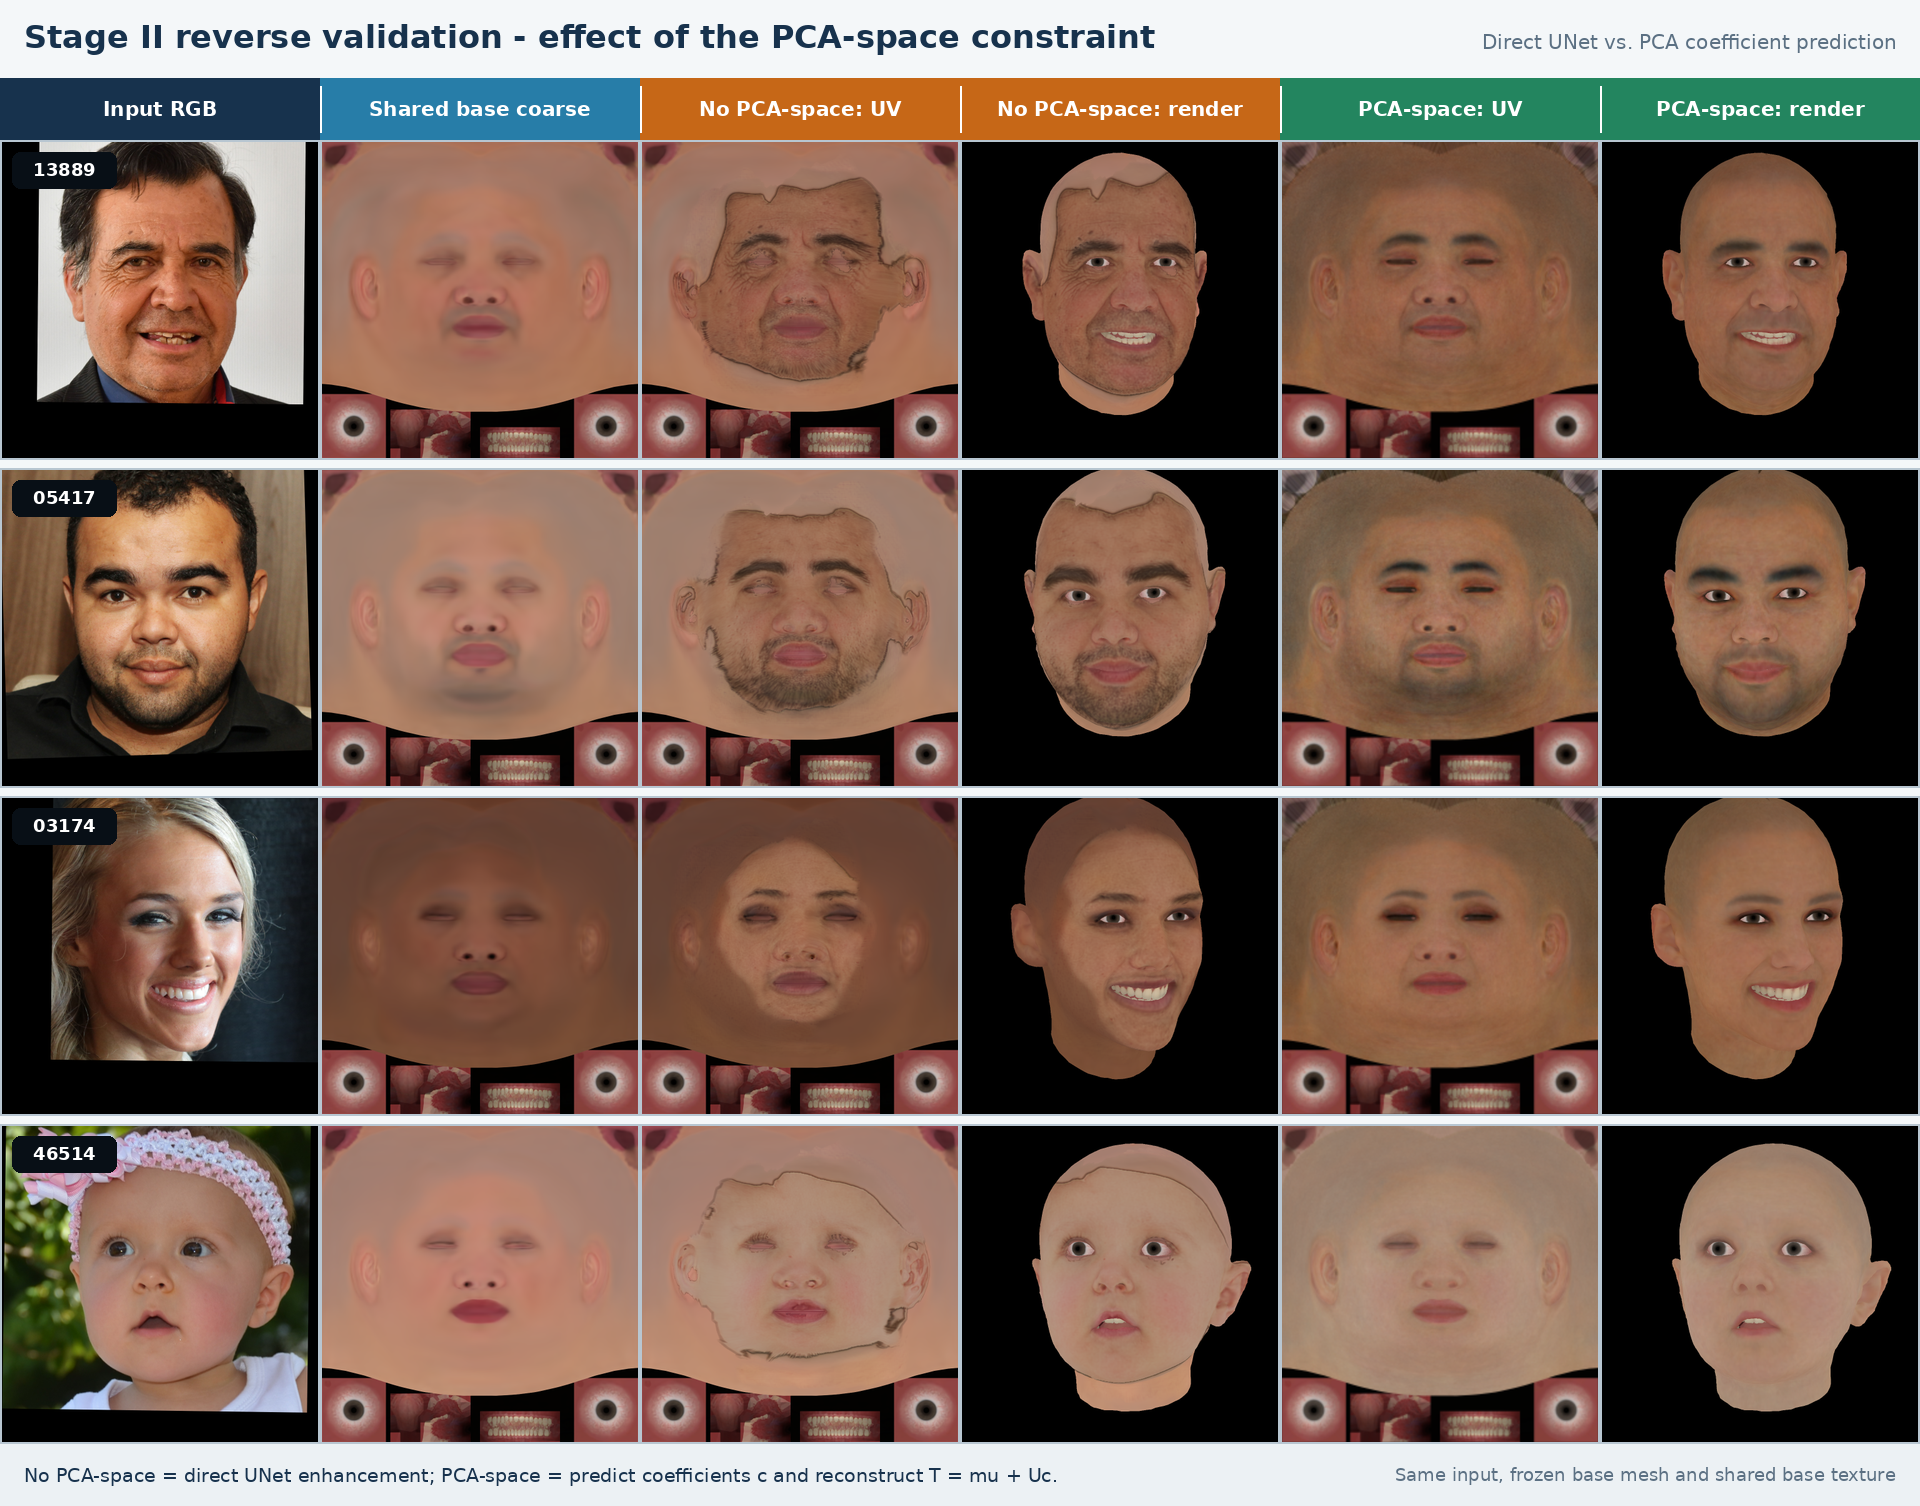 Stage II reverse validation - effect of the PCA-space constraint
Direct UNet vs. PCA coefficient prediction
Input RGB
Shared base coarse
No PCA-space: UV
No PCA-space: render
PCA-space: UV
PCA-space: render
13889
05417
03174
46514
No PCA-space = direct UNet enhancement; PCA-space = predict coefficients c and reconstruct T = mu + Uc.
Same input, frozen base mesh and shared base texture